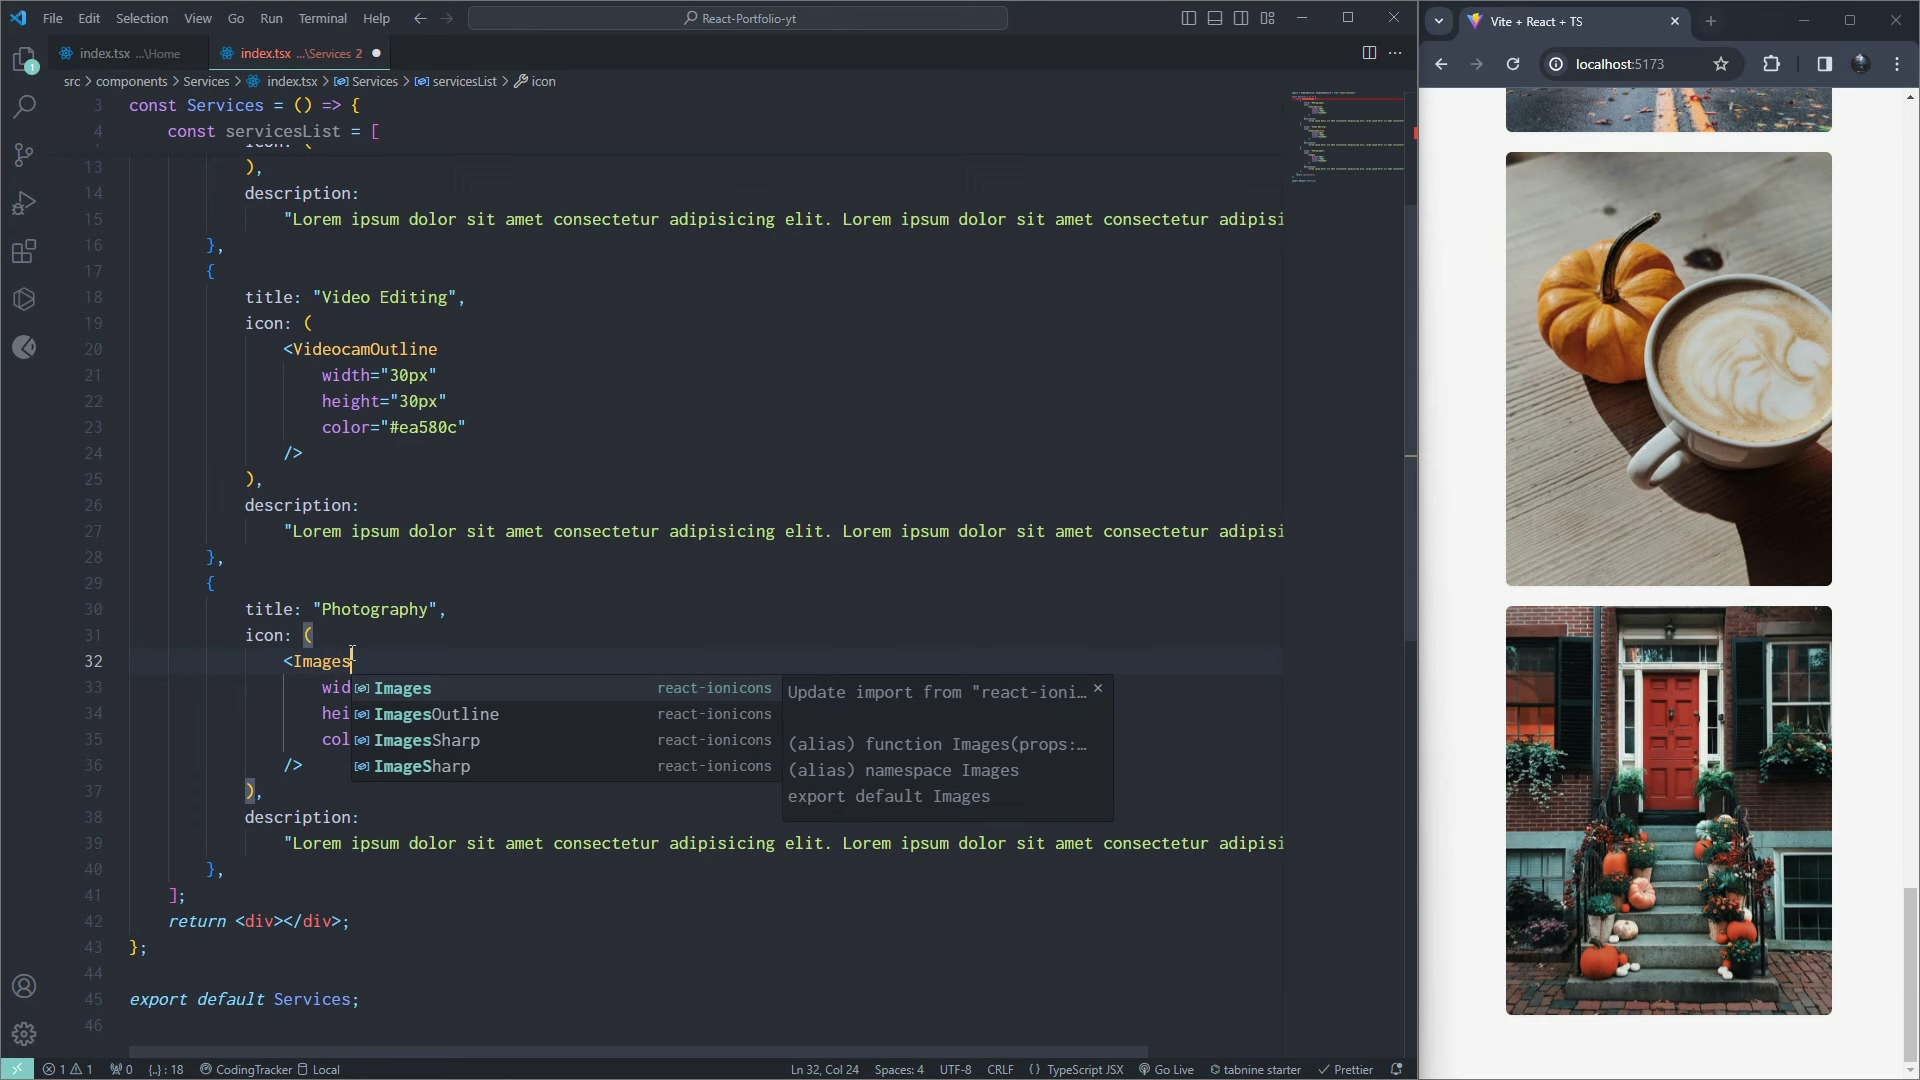 File Edit Selection View Go Run Terminal Help
React-Portfolio-yt
index.tsx ...\Home
index.tsx ...\Services 2
src > components > Services > index.tsx > Services > servicesList > icon
3 const Services = () => {
4 const servicesList = [
13 ),
14 description:
15 "Lorem ipsum dolor sit amet consectetur adipisicing elit. Lorem ipsum dolor sit amet consectetur adipisi
16 },
17 {
18 title: "Video Editing",
19 icon: (
20 <VideocamOutline
21 width="30px"
22 height="30px"
23 color="#ea580c"
24 />
25 ),
26 description:
27 "Lorem ipsum dolor sit amet consectetur adipisicing elit. Lorem ipsum dolor sit amet consectetur adipisi
28 },
29 {
30 title: "Photography",
31 icon: (
32 <Images
33 wid
34 hei
35 col
36 />
37 ),
38 description:
39 "Lorem ipsum dolor sit amet consectetur adipisicing elit. Lorem ipsum dolor sit amet consectetur adipisi
40 },
41 ];
42 return <div></div>;
43 };
44
45 export default Services;
46
Images react-ionicons
ImagesOutline react-ionicons
ImagesSharp react-ionicons
ImageSharp react-ionicons
Update import from "react-ioni…
(alias) function Images(props:…
(alias) namespace Images
export default Images
1
1 1 0 {..} : 18 CodingTracker Local
Ln 32, Col 24 Spaces: 4 UTF-8 CRLF {} TypeScript JSX Go Live tabnine starter Prettier
Vite + React + TS
localhost:5173